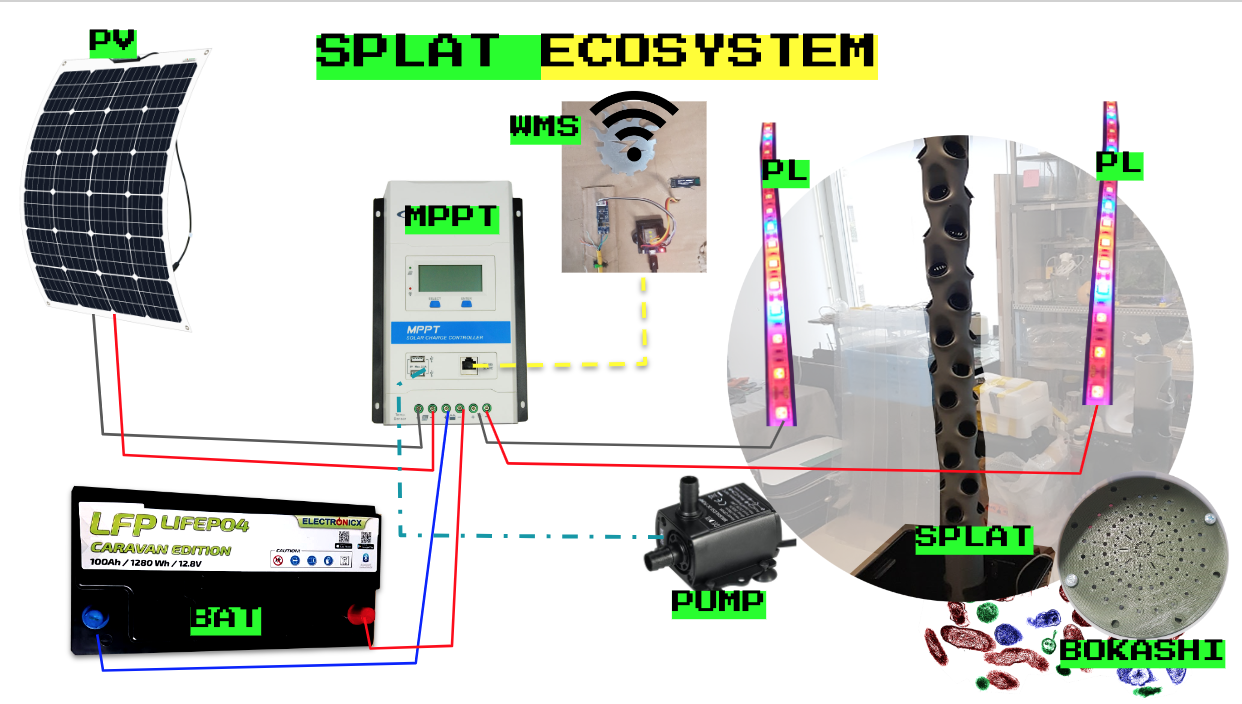 PV
SPLAT ECOSYSTEM
WMS
PL
PL
MPPT
MPPT
SOLAR CHARGE CONTROLLER
LFP LIFEPO4
ELECTRONICX
CARAVAN EDITION
CAUTION!
100Ah / 1280 Wh / 12.8V
BAT
PUMP
SPLAT
BOKASHI